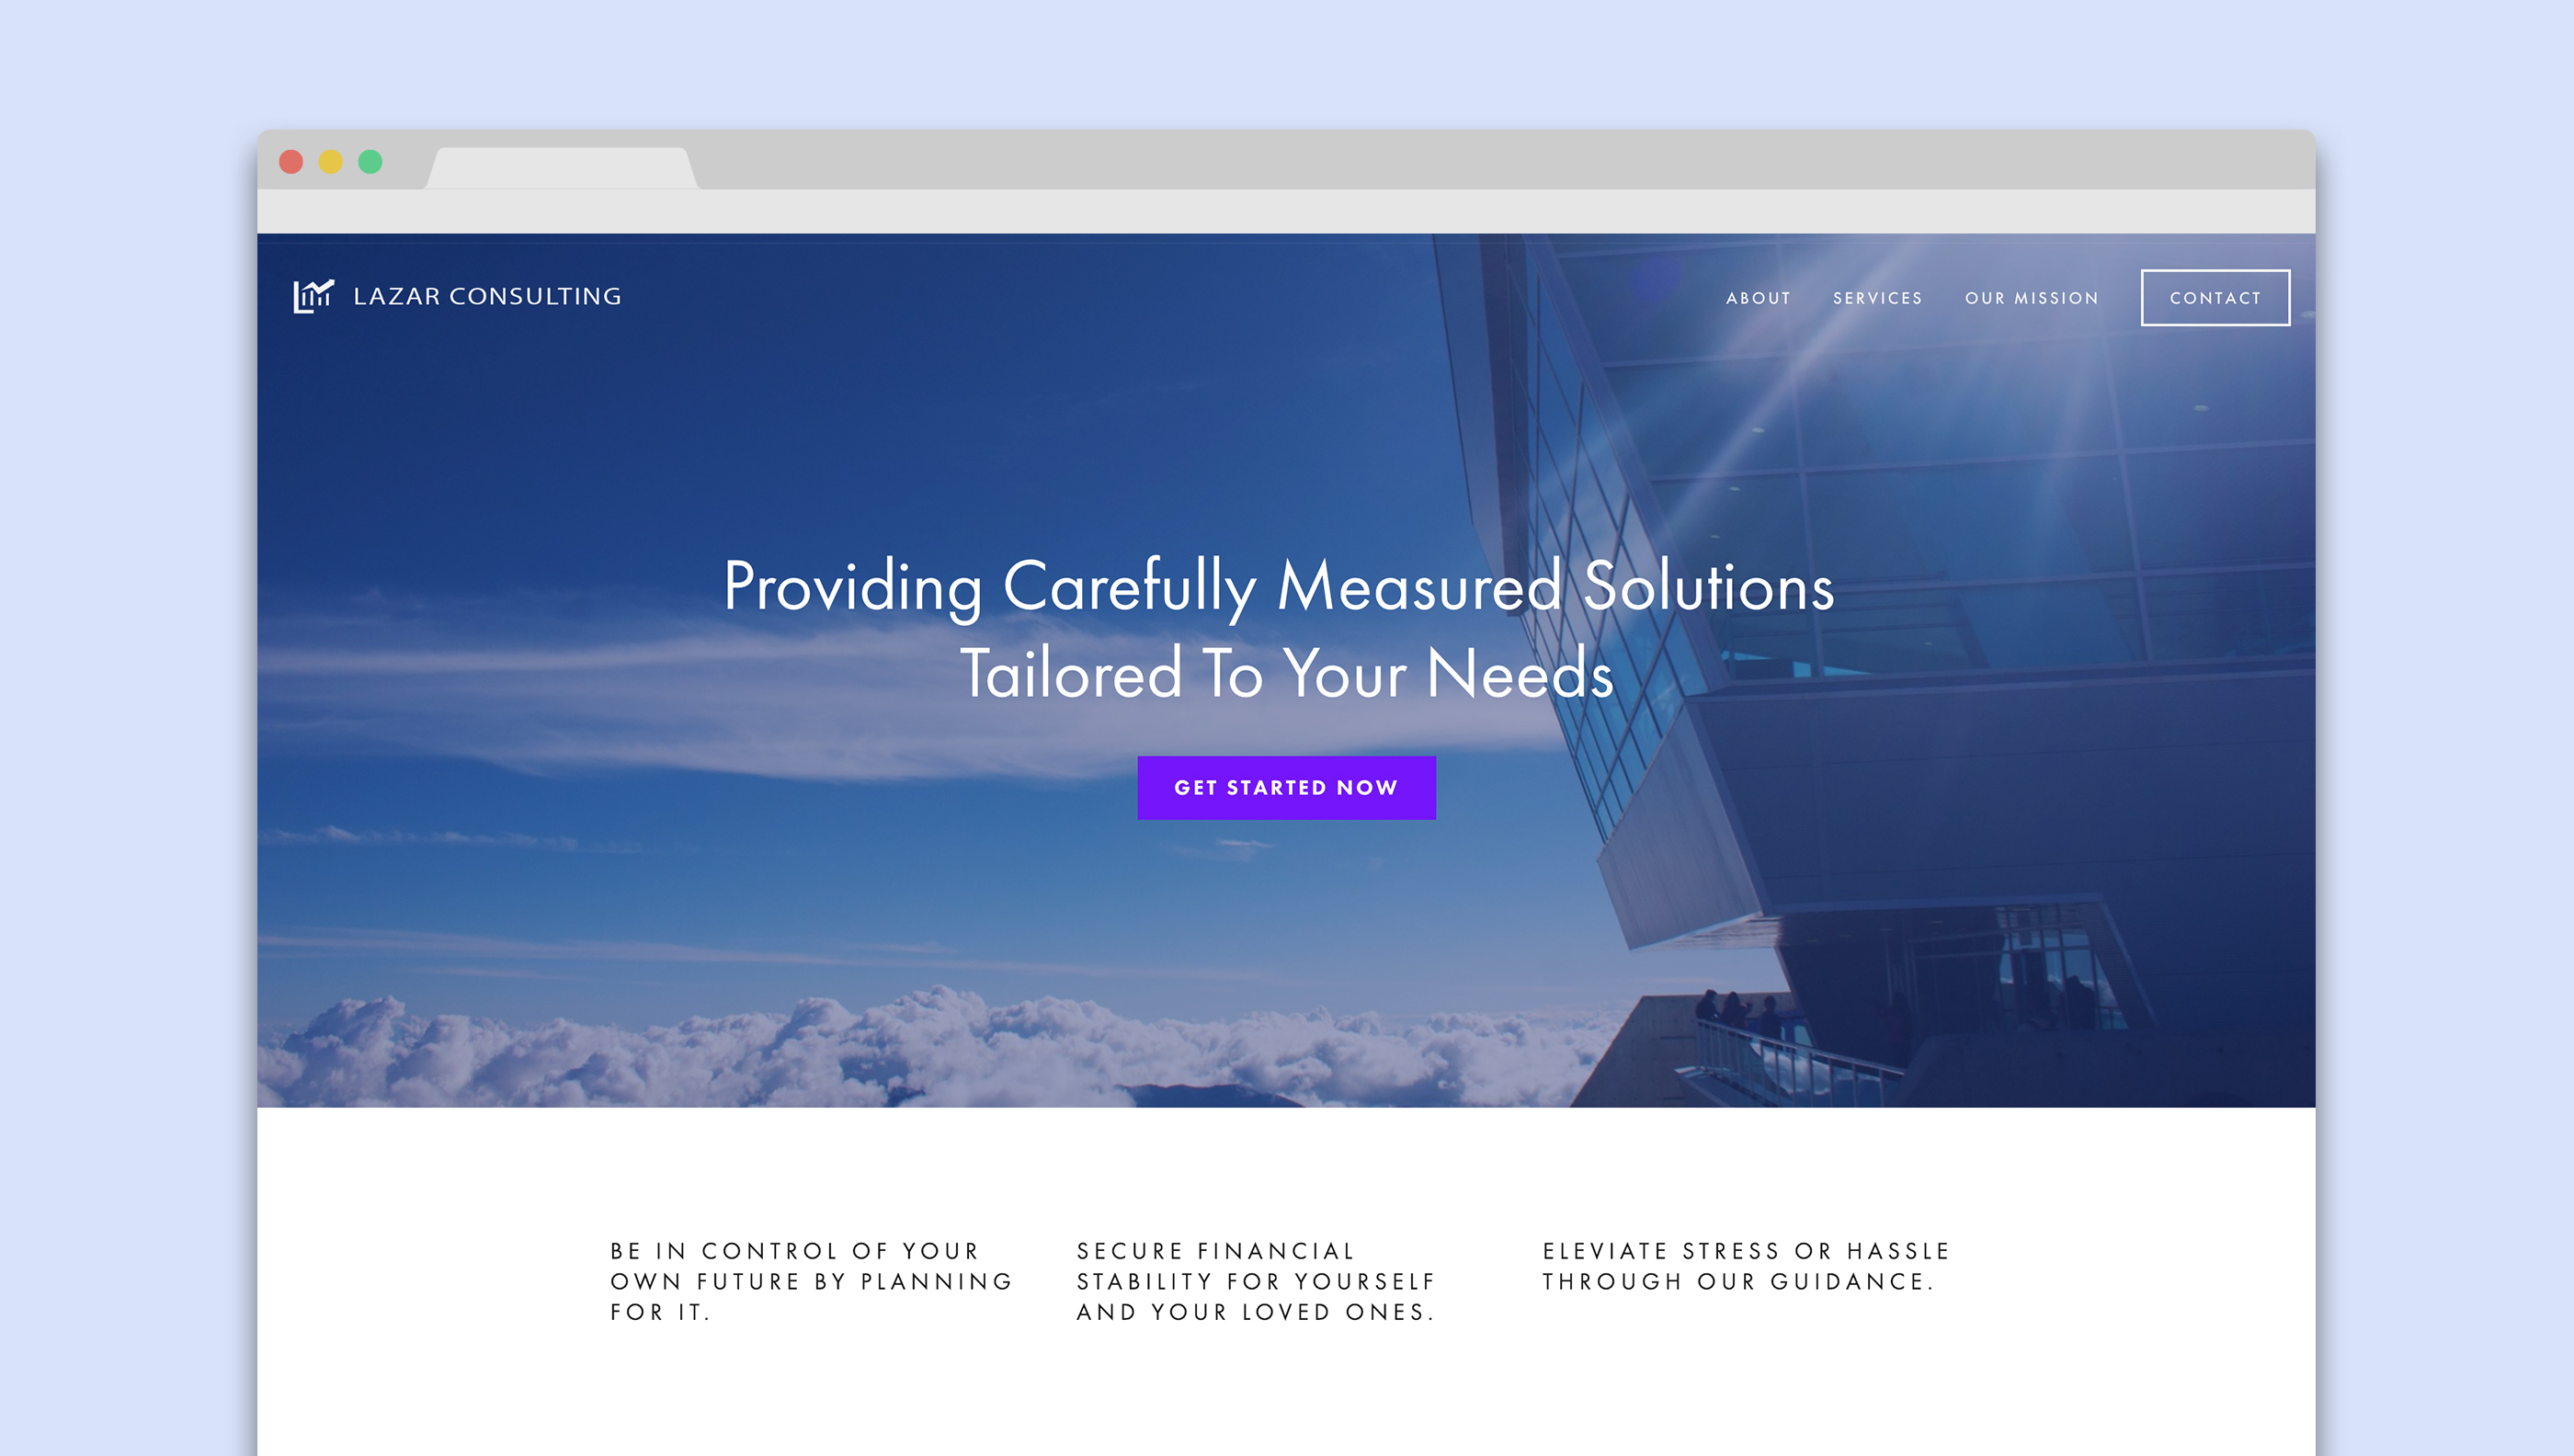 LAZAR CONSULTING
ABOUT SERVICES OUR MISSION CONTACT
Providing Carefully Measured Solutions
Tailored To Your Needs
GET STARTED NOW
BE IN CONTROL OF YOUR
OWN FUTURE BY PLANNING
FOR IT.
SECURE FINANCIAL
STABILITY FOR YOURSELF
AND YOUR LOVED ONES.
ELEVIATE STRESS OR HASSLE
THROUGH OUR GUIDANCE.